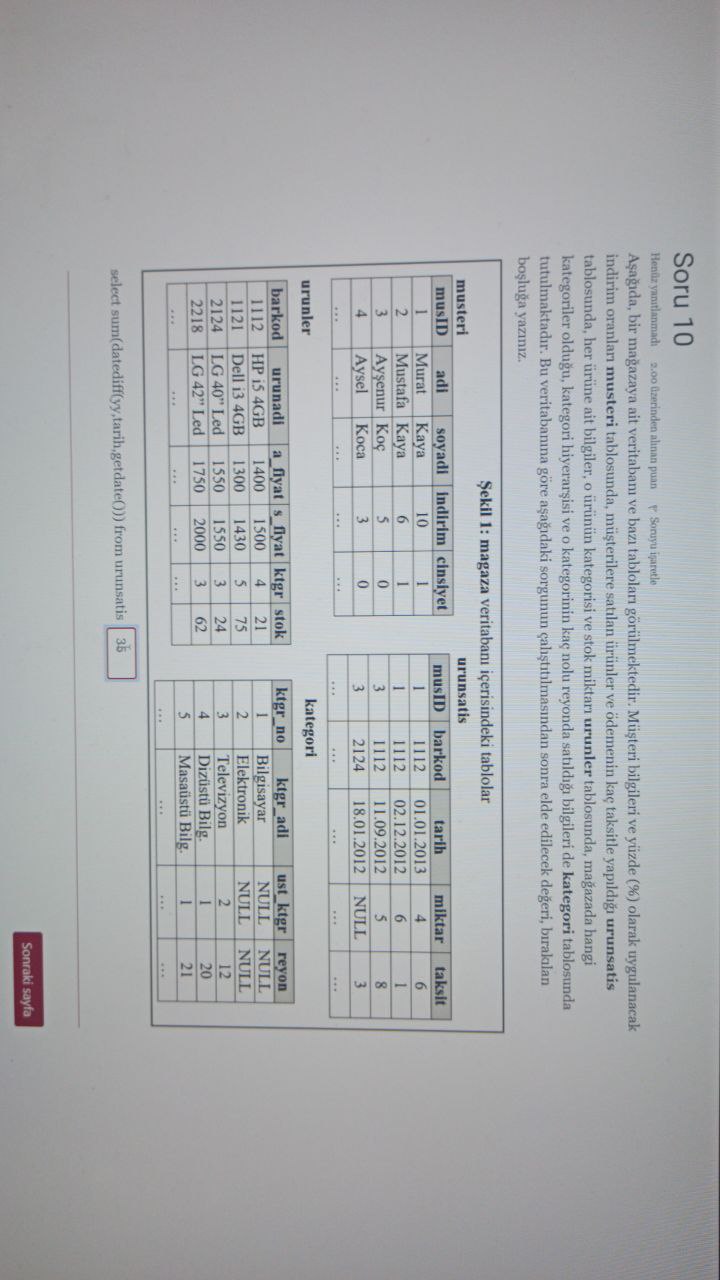 Soru 10
Henüz yanıtlanmadı 2.00 üzerinden alınan puan Soruyu işaretle
Aşağıda, bir mağazaya ait veritabanı ve bazı tabloları görülmektedir. Müşteri bilgileri ve yüzde (%) olarak uygulanacak
indirim oranları musteri tablosunda, müşterilere satılan ürünler ve ödemenin kaç taksitle yapıldığı urunsatis
tablosunda, her ürüne ait bilgiler, o ürünün kategorisi ve stok miktarı urunler tablosunda, mağazada hangi
kategoriler olduğu, kategori hiyerarşisi ve o kategorinin kaç nolu reyonda satıldığı bilgileri de kategori tablosunda
tutulmaktadır. Bu veritabanına göre aşağıdaki sorgunun çalıştıtılmasından sonra elde edilecek değeri, bırakılan
boşluğa yazınız.
Şekil 1: magaza veritabanı içerisindeki tablolar
musteri
musID adi soyadi indirim cinsiyet
1 Murat Kaya 10 1
2 Mustafa Kaya 6 1
3 Ayşenur Koç 5 0
4 Aysel Koca 3 0
... ... ... ... ...
urunsatis
musID barkod tarih miktar taksit
1 1112 01.01.2013 4 6
1 1112 02.12.2012 6 1
3 1112 11.09.2012 5 8
3 2124 18.01.2012 NULL 3
... ... ... ... ...
urunler
barkod urunadi a_fiyat s_fiyat ktgr stok
1112 HP i5 4GB 1400 1500 4 21
1121 Dell i3 4GB 1300 1430 5 75
2124 LG 40” Led 1550 1550 3 24
2218 LG 42” Led 1750 2000 3 62
... ... ... ... ...
kategori
ktgr_no ktgr_adi ust_ktgr reyon
1 Bilgisayar NULL NULL
2 Elektronik NULL NULL
3 Televizyon 2 12
4 Dizüstü Bilg. 1 20
5 Masaüstü Bilg. 1 21
... ... ... ...
select sum(datediff(yy,tarih,getdate())) from urunsatis 35
Sonraki sayfa